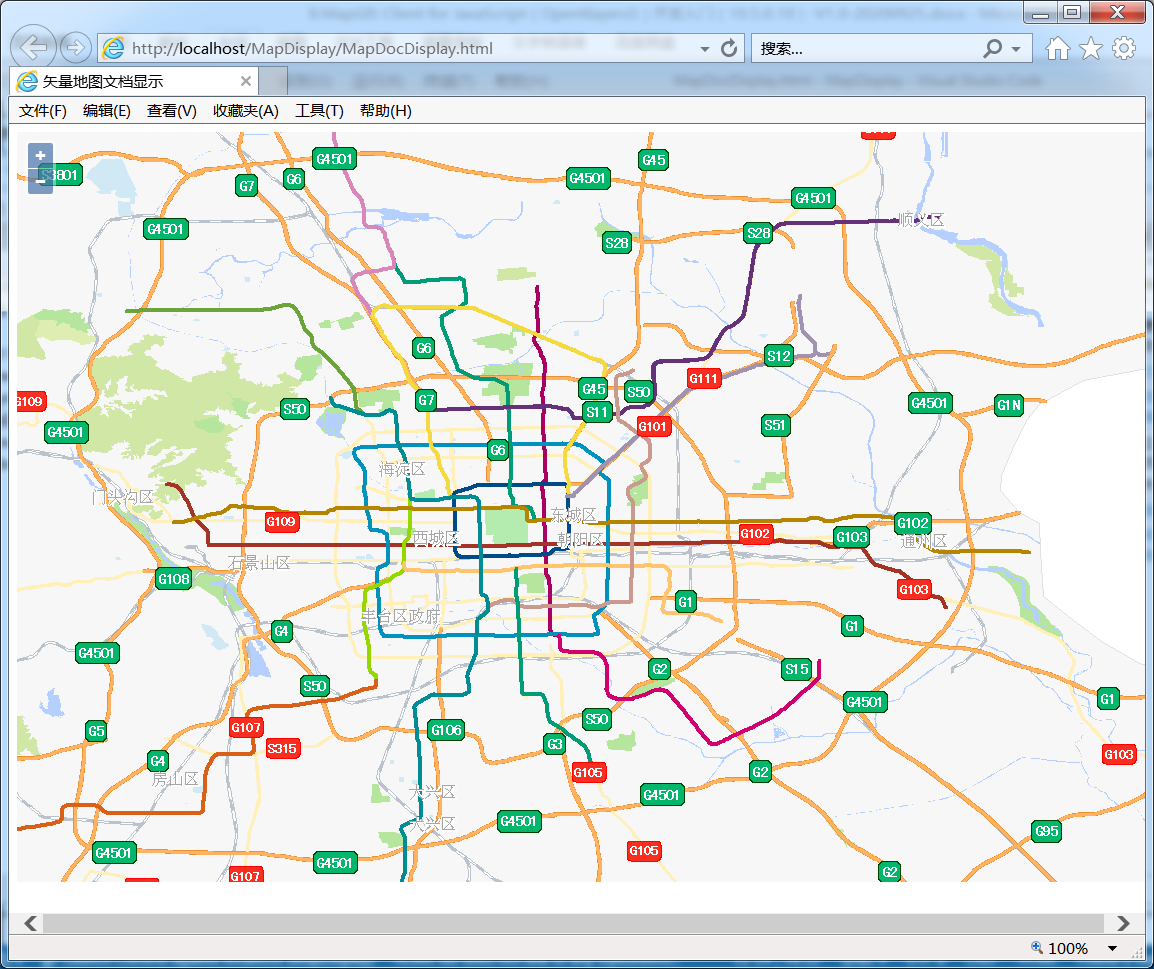 http://localhost/MapDisplay/MapDocDisplay.html
搜索...
矢量地图文档显示
文件(F) 编辑(E) 查看(V) 收藏夹(A) 工具(T) 帮助(H)
+
G4501
G45
S3801
G6
G7
G4501
G4501
G4501
顺义区
S28
S28
G6
S12
G111
G45
S50
G109
G7
S50
S11
G4501
G1N
G4501
G101
S51
G6
海淀区
门头沟区
东城区
G109
G102
G102
西城区
朝阳区
G103
通州区
石景山区
G108
G103
G1
丰台区政府
G4
G1
G4501
G2
S15
S50
G4501
G1
G107
S50
G5
G106
S315
G3
G103
G4
房山区
G105
G2
大兴区
G4501
大兴区
G4501
G95
G4501
G4501
G105
G107
G2
100%